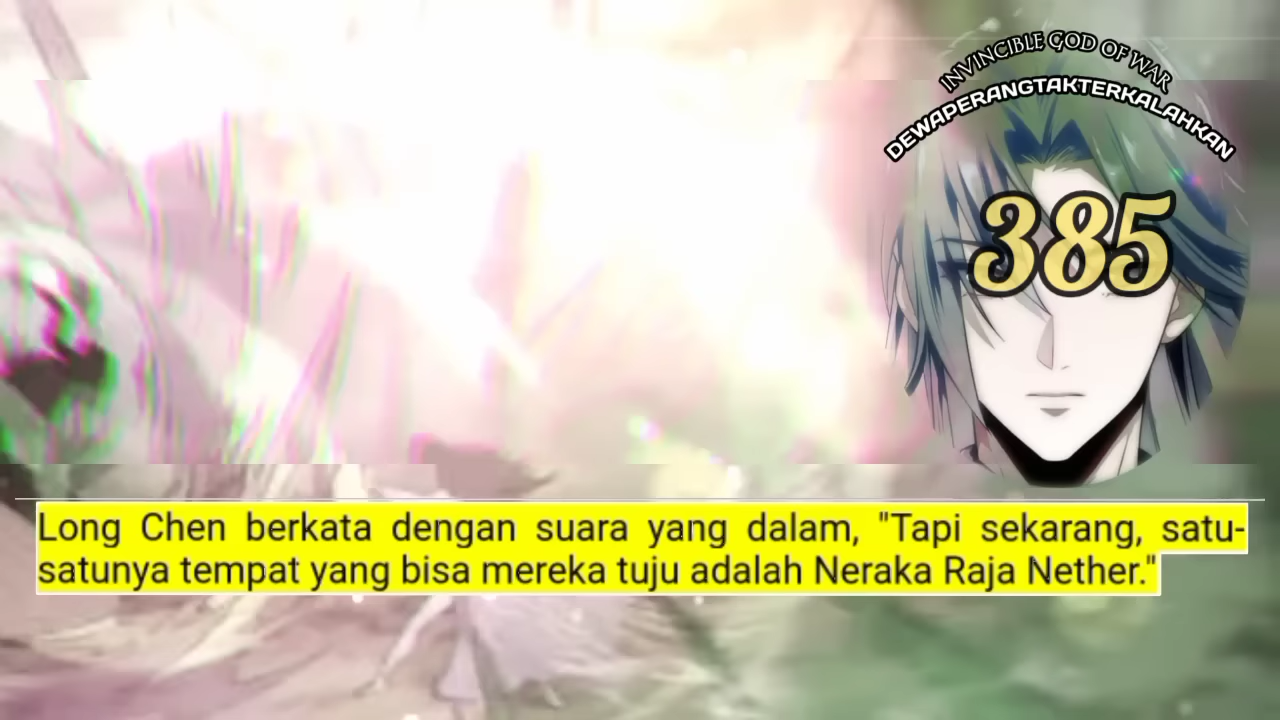 INVINCIBLE GOD OF WAR
DEWAPERANGTAKTERKALAHKAN
385
Long Chen berkata dengan suara yang dalam, "Tapi sekarang, satu-
satunya tempat yang bisa mereka tuju adalah Neraka Raja Nether."